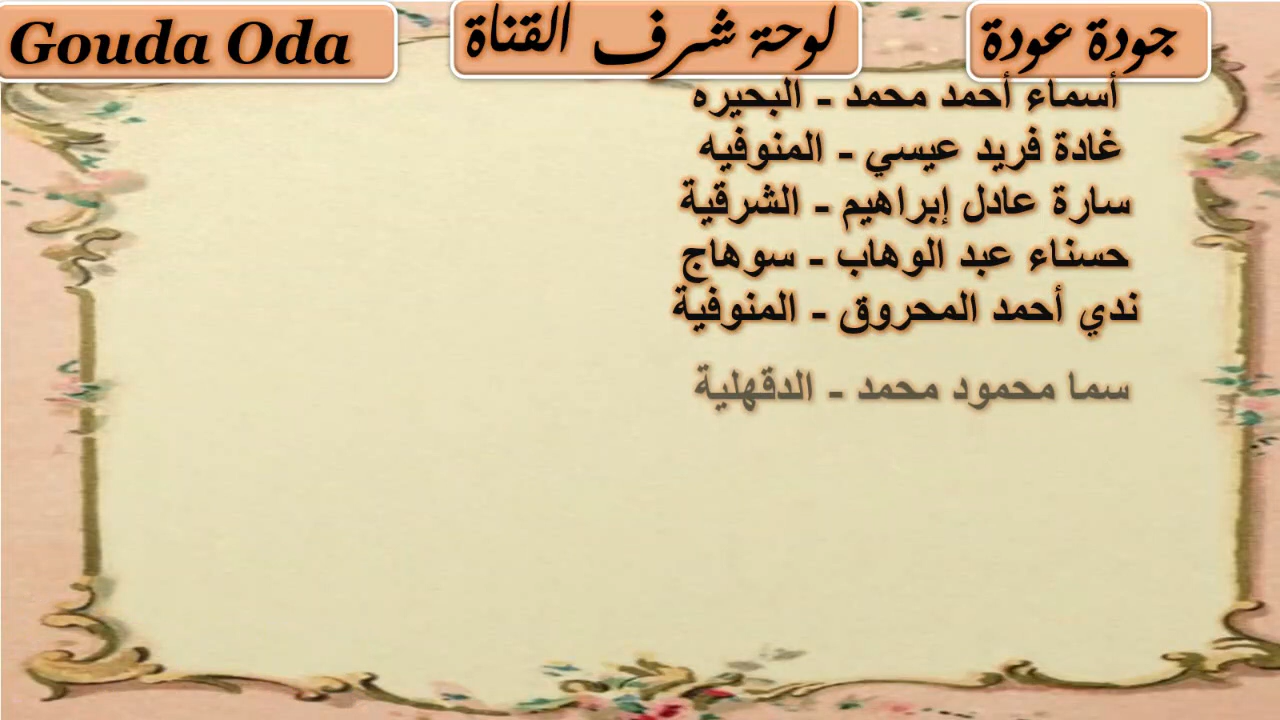 جودة عودة
لوحة شرف القناة
Gouda Oda
أسماء أحمد محمد - البحيره
غادة فريد عيسي - المنوفيه
سارة عادل إبراهيم - الشرقية
حسناء عبد الوهاب - سوهاج
ندي أحمد المحروق - المنوفية
سما محمود محمد - الدقهلية